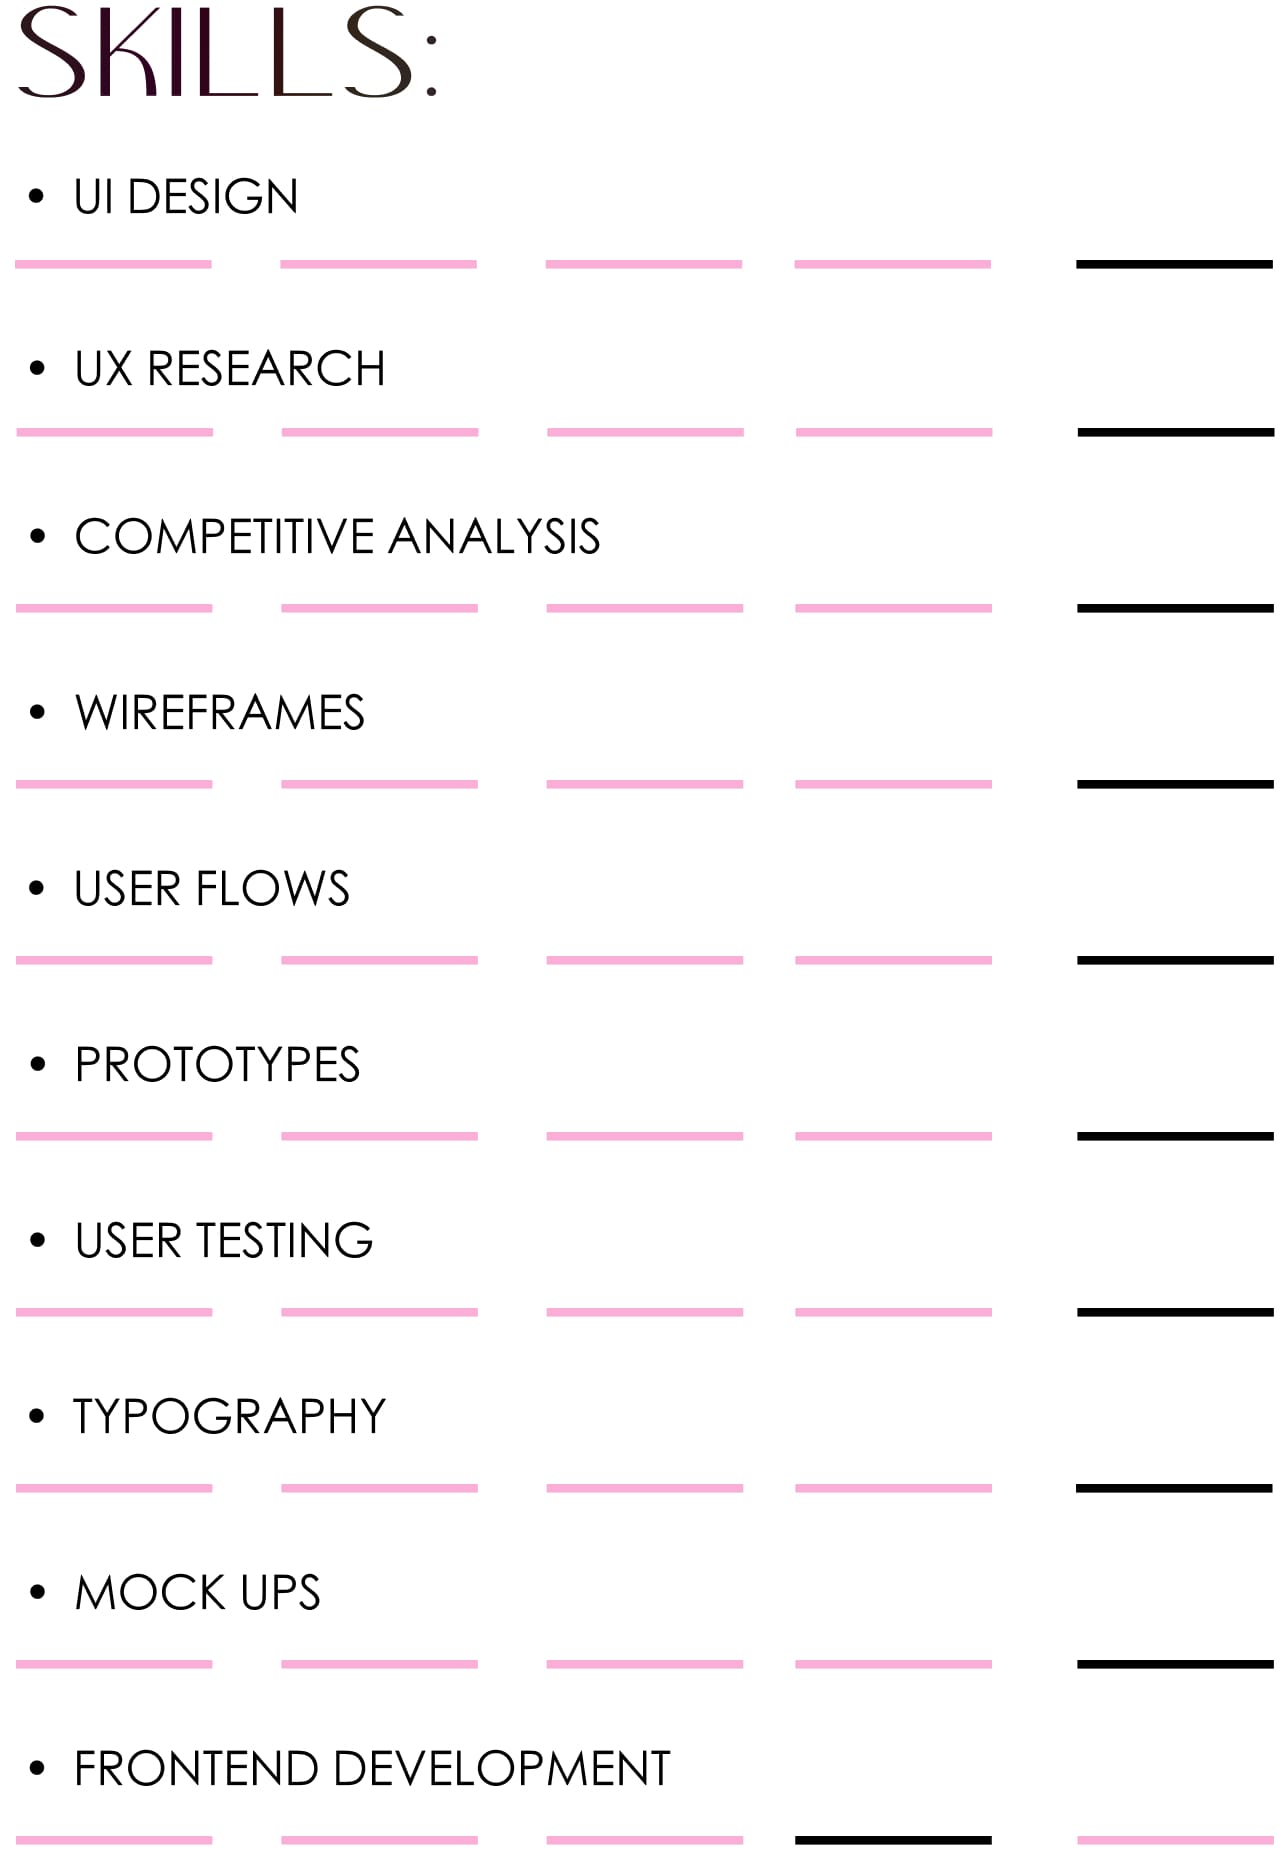 SKILLS:
• UI DESIGN
• UX RESEARCH
• COMPETITIVE ANALYSIS
• WIREFRAMES
• USER FLOWS
• PROTOTYPES
• USER TESTING
• TYPOGRAPHY
• MOCK UPS
• FRONTEND DEVELOPMENT